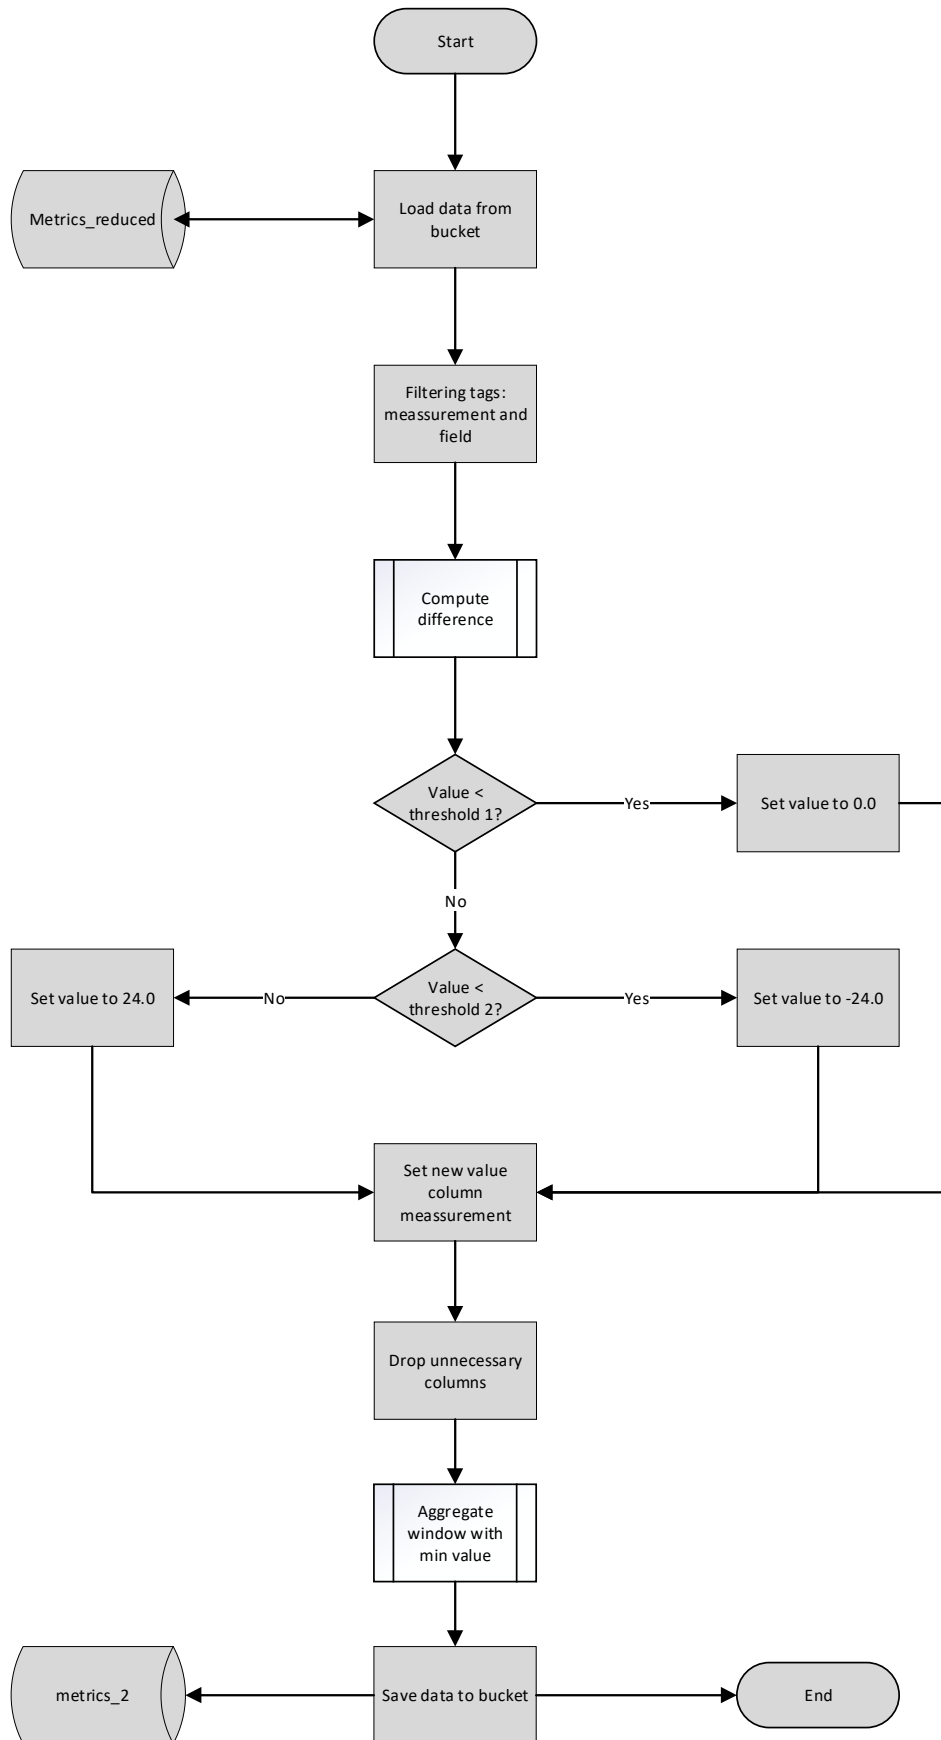 Start
Metrics_reduced
Load data from
bucket
Filtering tags:
meassurement and
field
Compute
difference
Value <
threshold 1?
Yes
Set value to 0.0
No
Set value to 24.0
No
Value <
threshold 2?
Yes
Set value to -24.0
Set new value
column
meassurement
Drop unnecessary
columns
Aggregate
window with
min value
metrics_2
Save data to bucket
End